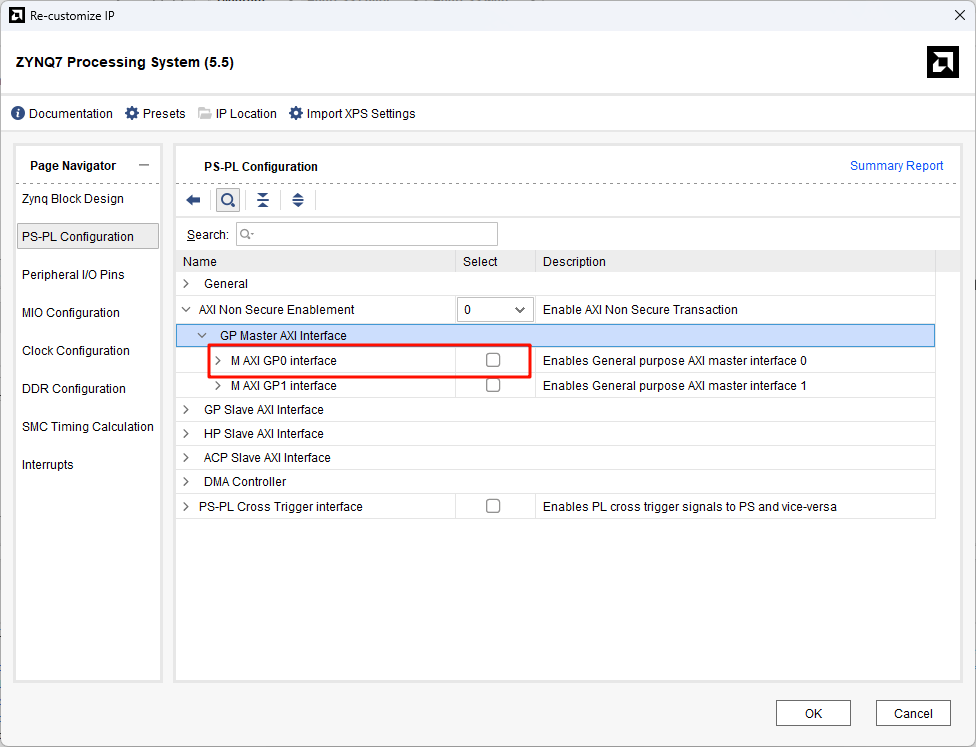 Re-customize IP
ZYNQ7 Processing System (5.5)
Documentation Presets IP Location Import XPS Settings
Page Navigator
Zynq Block Design
PS-PL Configuration
Peripheral I/O Pins
MIO Configuration
Clock Configuration
DDR Configuration
SMC Timing Calculation
Interrupts
PS-PL Configuration Summary Report
Search:
Name Select Description
General
AXI Non Secure Enablement 0 Enable AXI Non Secure Transaction
GP Master AXI Interface
M AXI GP0 interface Enables General purpose AXI master interface 0
M AXI GP1 interface Enables General purpose AXI master interface 1
GP Slave AXI Interface
HP Slave AXI Interface
ACP Slave AXI Interface
DMA Controller
PS-PL Cross Trigger interface Enables PL cross trigger signals to PS and vice-versa
OK Cancel